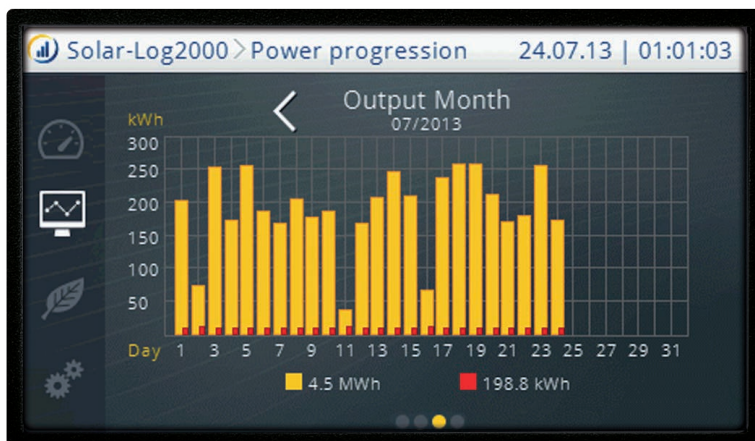 Solar-Log2000 > Power progression 24.07.13 | 01:01:03
Output Month
07/2013
kWh
300
250
200
150
100
50
Day 1 3 5 7 9 11 13 15 17 19 21 23 25 27 29 31
4.5 MWh 198.8 kWh